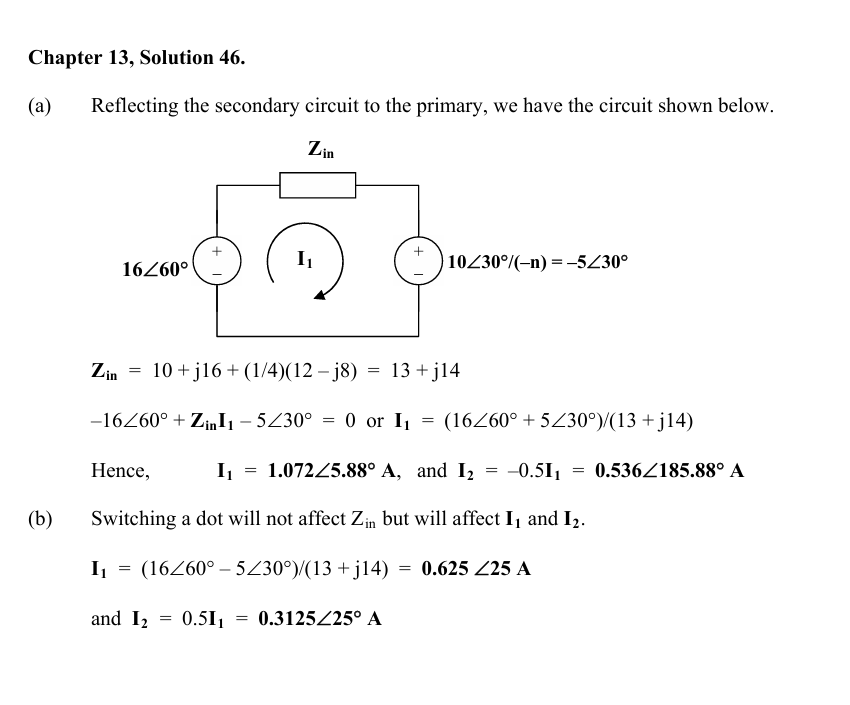 Chapter 13, Solution 46.
(a) Reflecting the secondary circuit to the primary, we have the circuit shown below.
Zin
16∠60°
+
−
I1
+
−
10∠30°/(−n) = −5∠30°
Zin = 10 + j16 + (1/4)(12 − j8) = 13 + j14
−16∠60° + ZinI1 − 5∠30° = 0 or I1 = (16∠60° + 5∠30°)/(13 + j14)
Hence, I1 = 1.072∠5.88° A, and I2 = −0.5I1 = 0.536∠185.88° A
(b) Switching a dot will not affect Zin but will affect I1 and I2.
I1 = (16∠60° − 5∠30°)/(13 + j14) = 0.625 ∠25 A
and I2 = 0.5I1 = 0.3125∠25° A